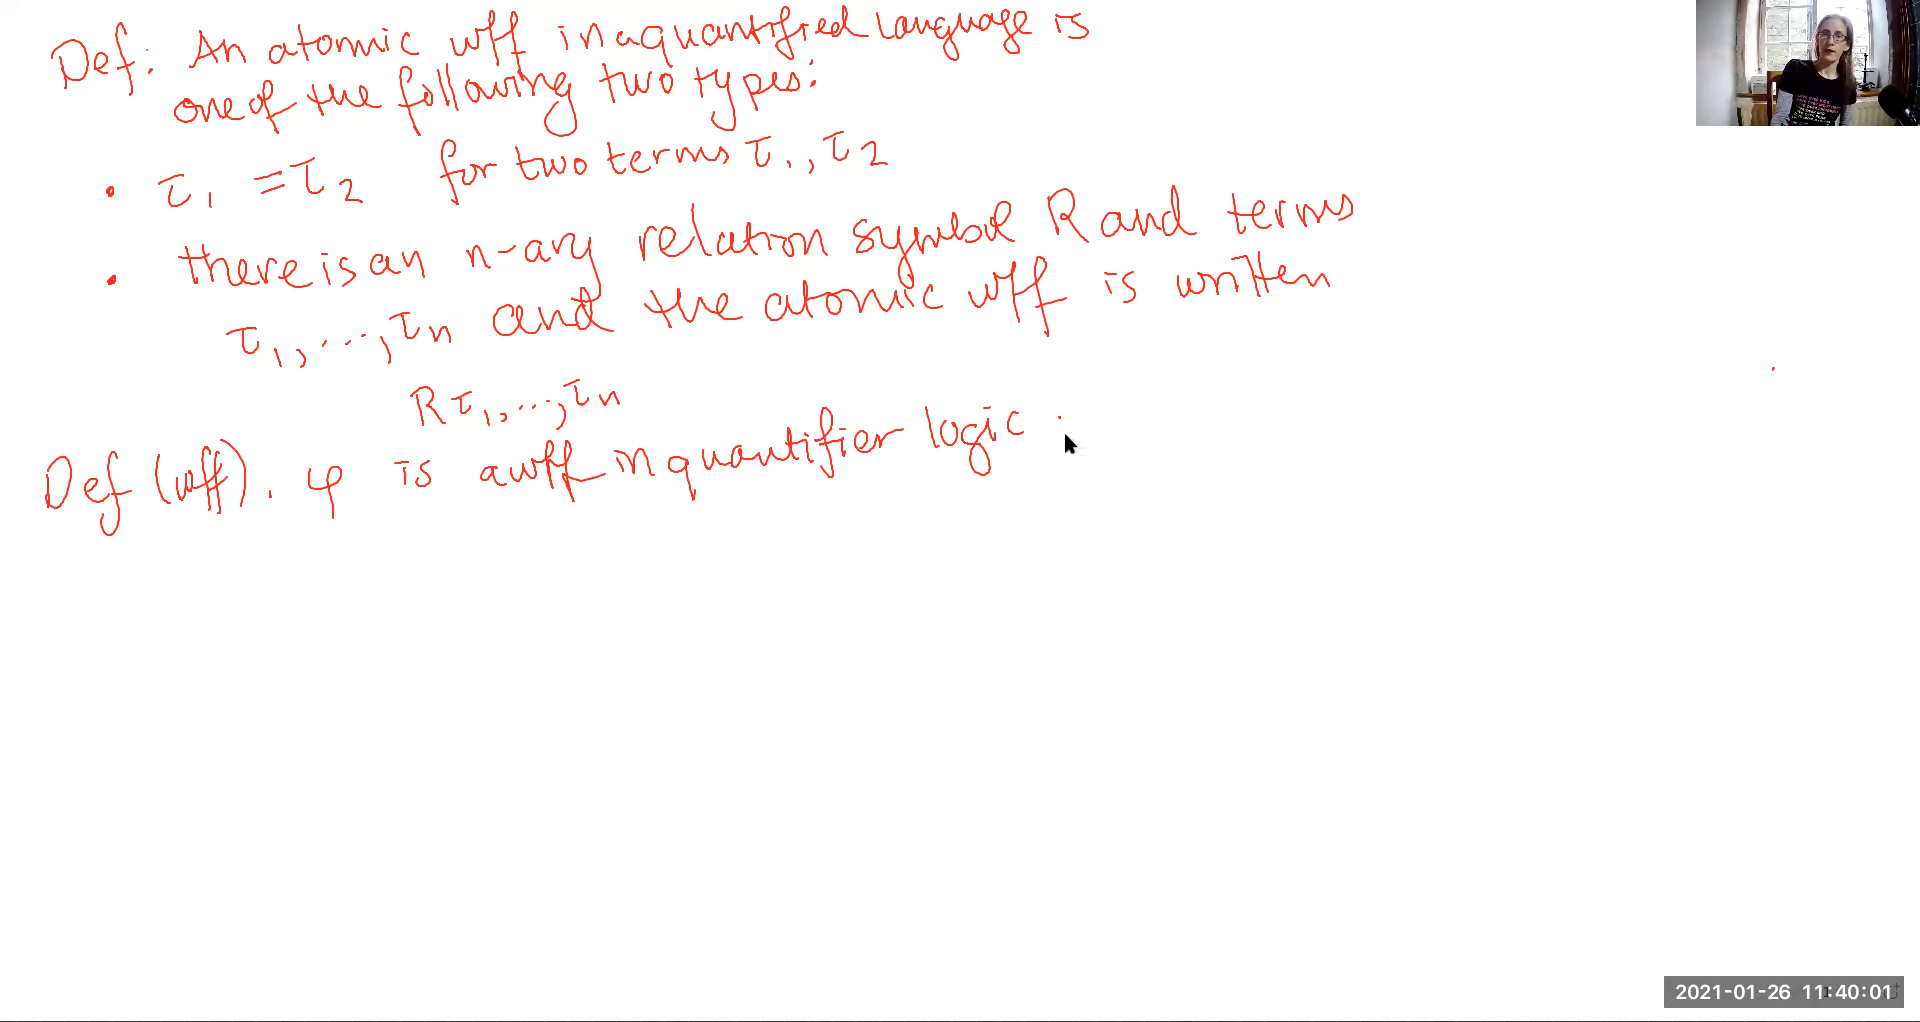 Def: An atomic wff in a quantified language is
one of the following two types:
• τ₁ = τ₂ for two terms τ₁, τ₂
• there is an n-ary relation symbol R and terms
τ₁, ..., τn and the atomic wff is written
Rτ₁, ..., τn
Def (wff). φ is a wff in quantifier logic
2021-01-26 11:40:01